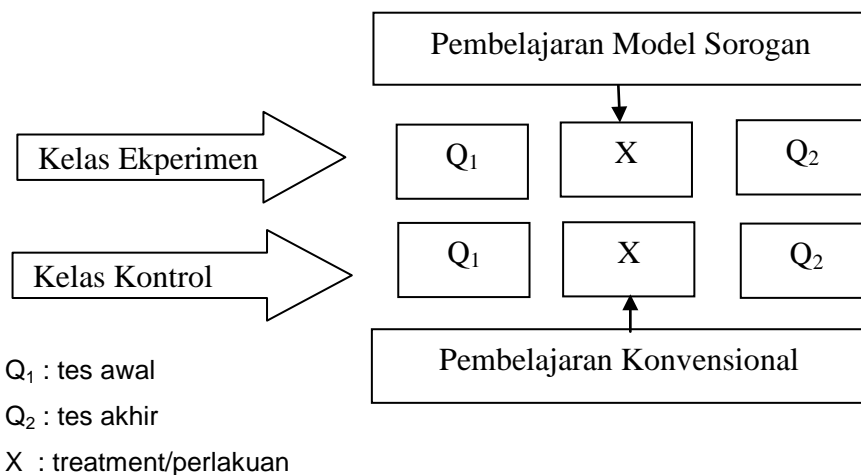 Pembelajaran Model Sorogan
Kelas Ekperimen Q₁ X Q₂
Kelas Kontrol Q₁ X Q₂
Pembelajaran Konvensional
Q₁ : tes awal
Q₂ : tes akhir
X : treatment/perlakuan